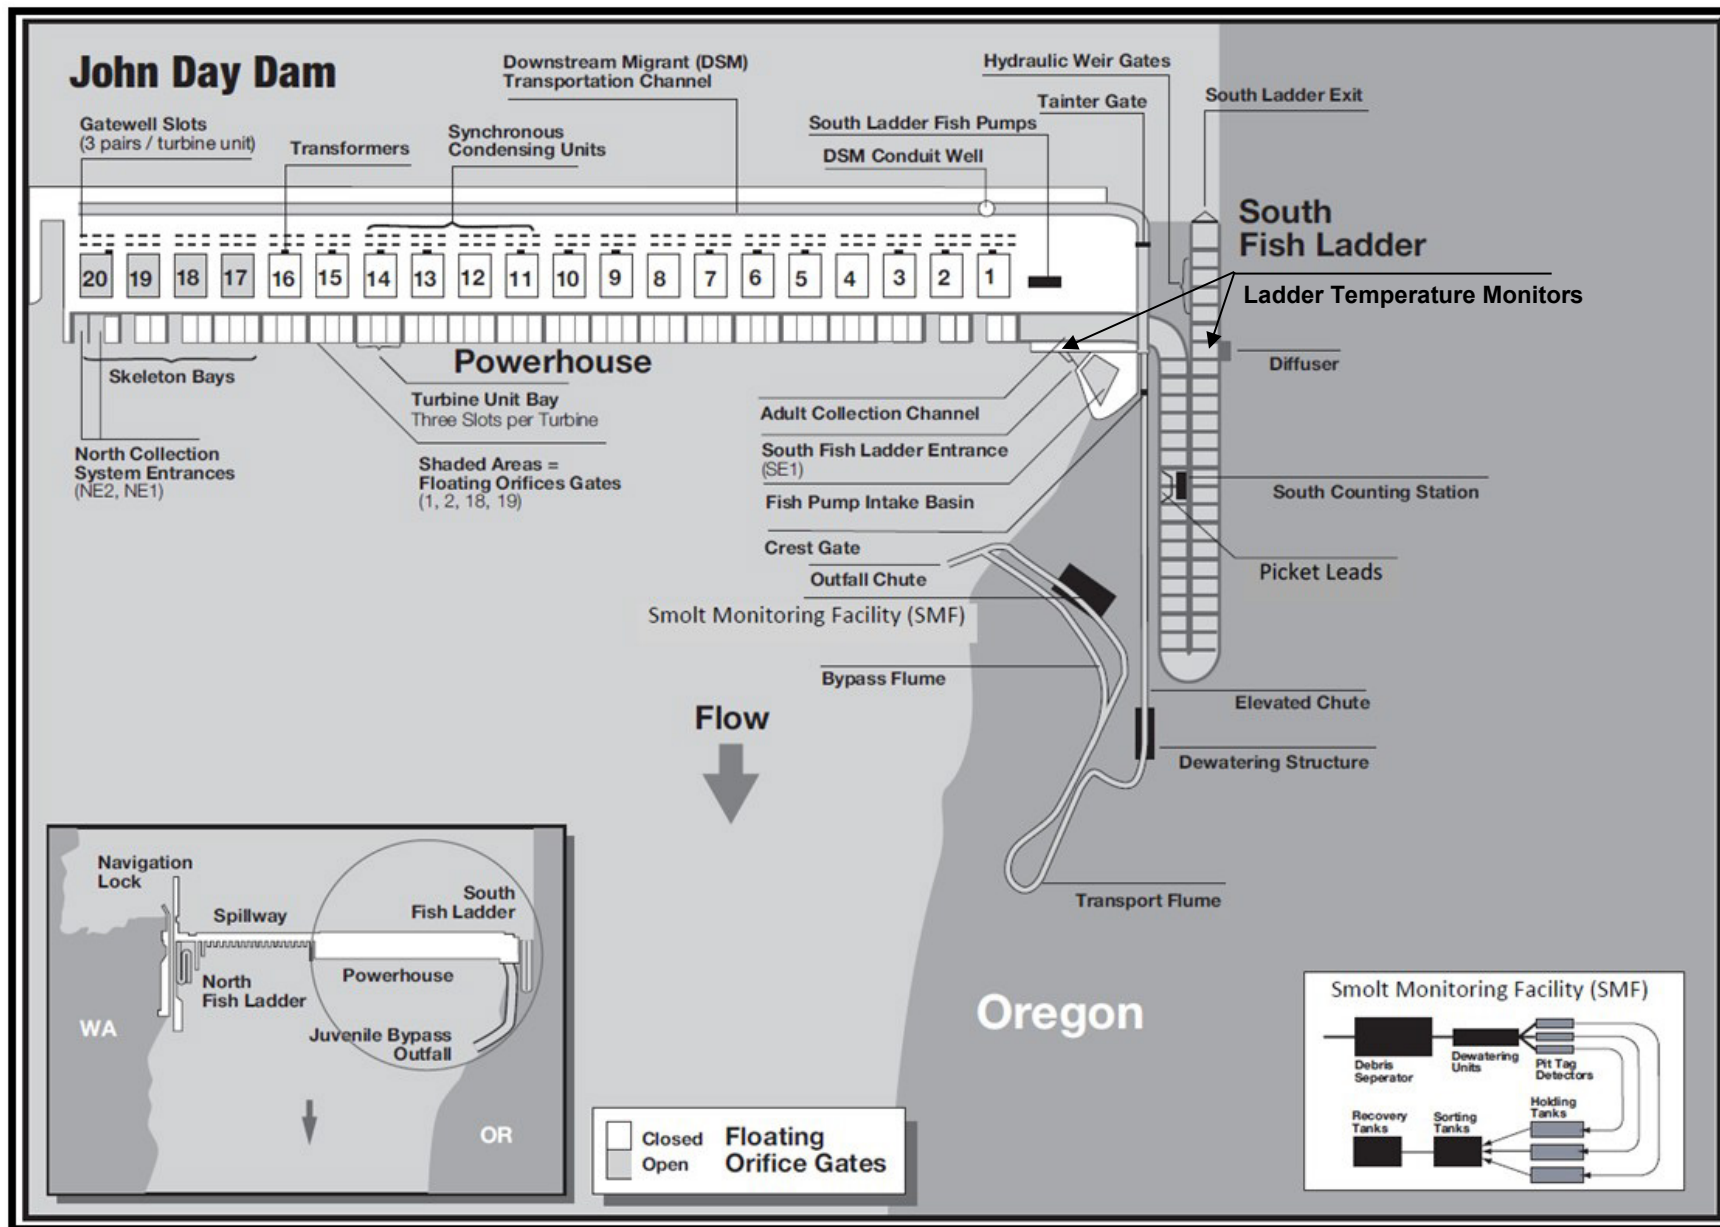 John Day Dam
Gatewell Slots
(3 pairs / turbine unit)
Transformers
Synchronous
Condensing Units
Downstream Migrant (DSM)
Transportation Channel
South Ladder Fish Pumps
DSM Conduit Well
Hydraulic Weir Gates
Tainter Gate
South Ladder Exit
South
Fish Ladder
Ladder Temperature Monitors
20
19
18
17
16
15
14
13
12
11
10
9
8
7
6
5
4
3
2
1
Diffuser
Skeleton Bays
Powerhouse
Turbine Unit Bay
Three Slots per Turbine
Adult Collection Channel
North Collection
System Entrances
(NE2, NE1)
Shaded Areas =
Floating Orifices Gates
(1, 2, 18, 19)
South Fish Ladder Entrance
(SE1)
Fish Pump Intake Basin
South Counting Station
Crest Gate
Outfall Chute
Picket Leads
Smolt Monitoring Facility (SMF)
Bypass Flume
Elevated Chute
Flow
Dewatering Structure
Transport Flume
Navigation
Lock
Spillway
South
Fish Ladder
North
Fish Ladder
Powerhouse
WA
Juvenile Bypass
Outfall
OR
Oregon
Closed
Open
Floating
Orifice Gates
Smolt Monitoring Facility (SMF)
Debris
Seperator
Dewatering
Units
Pit Tag
Detectors
Recovery
Tanks
Sorting
Tanks
Holding
Tanks